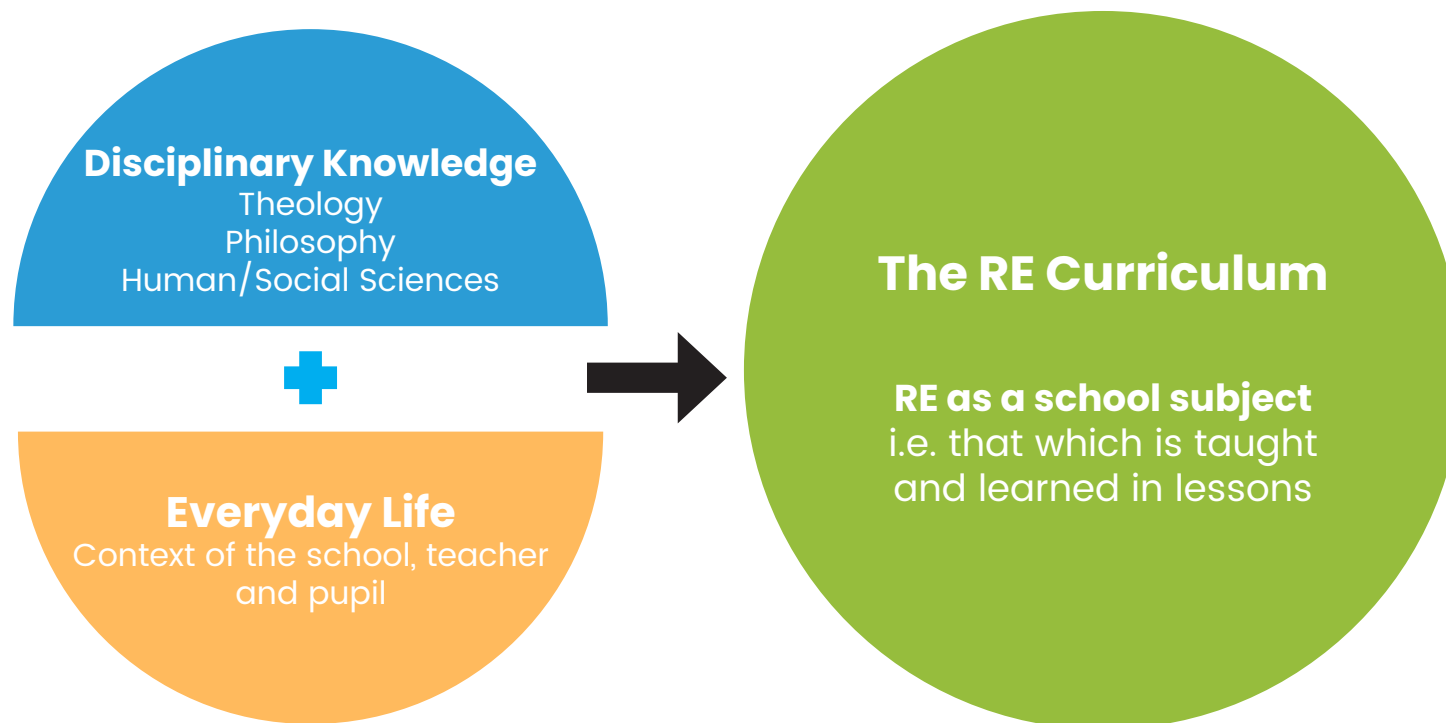 Disciplinary Knowledge
Theology
Philosophy
Human/Social Sciences
Everyday Life
Context of the school, teacher
and pupil
The RE Curriculum
RE as a school subject
i.e. that which is taught
and learned in lessons